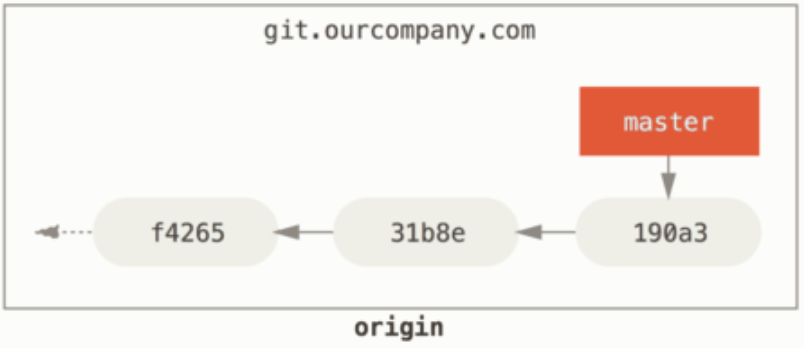 git.ourcompany.com
master
f4265 31b8e 190a3
origin